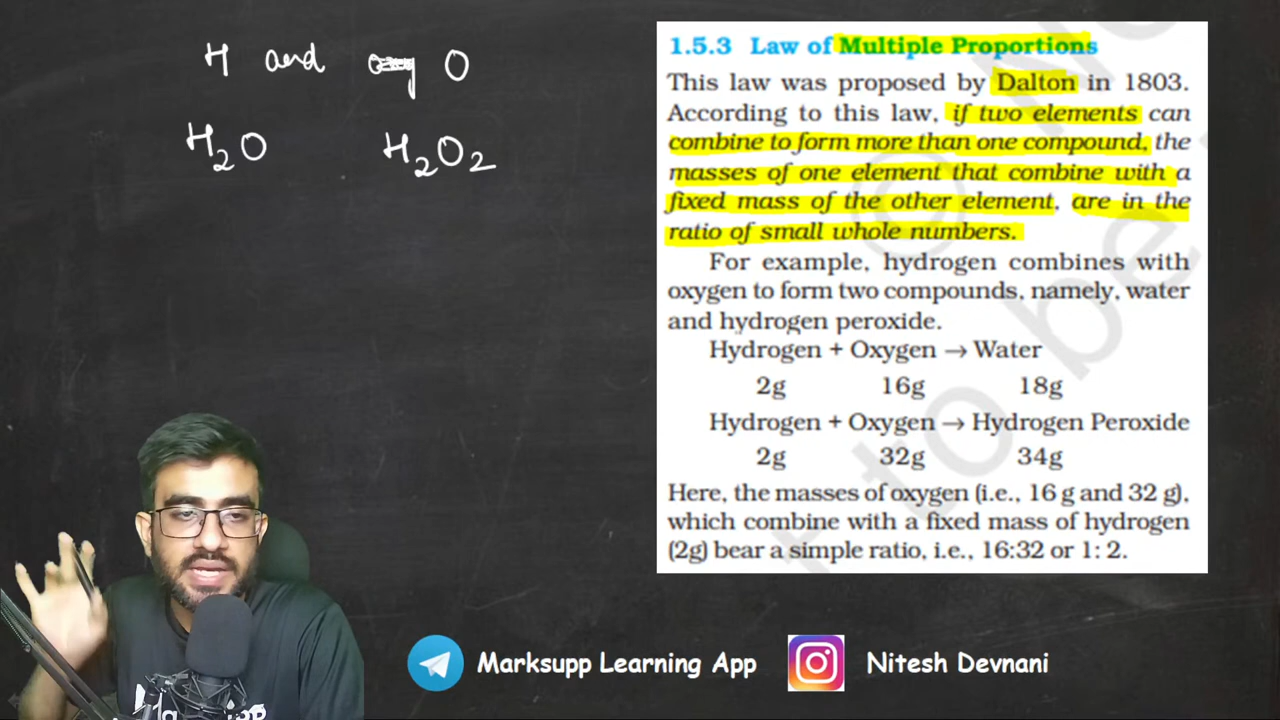 H and O
H2O H2O2
1.5.3 Law of Multiple Proportions
This law was proposed by Dalton in 1803.
According to this law, if two elements can
combine to form more than one compound, the
masses of one element that combine with a
fixed mass of the other element, are in the
ratio of small whole numbers.
For example, hydrogen combines with
oxygen to form two compounds, namely, water
and hydrogen peroxide.
Hydrogen + Oxygen → Water
2g 16g 18g
Hydrogen + Oxygen → Hydrogen Peroxide
2g 32g 34g
Here, the masses of oxygen (i.e., 16 g and 32 g),
which combine with a fixed mass of hydrogen
(2g) bear a simple ratio, i.e., 16:32 or 1: 2.
Marksupp Learning App Nitesh Devnani